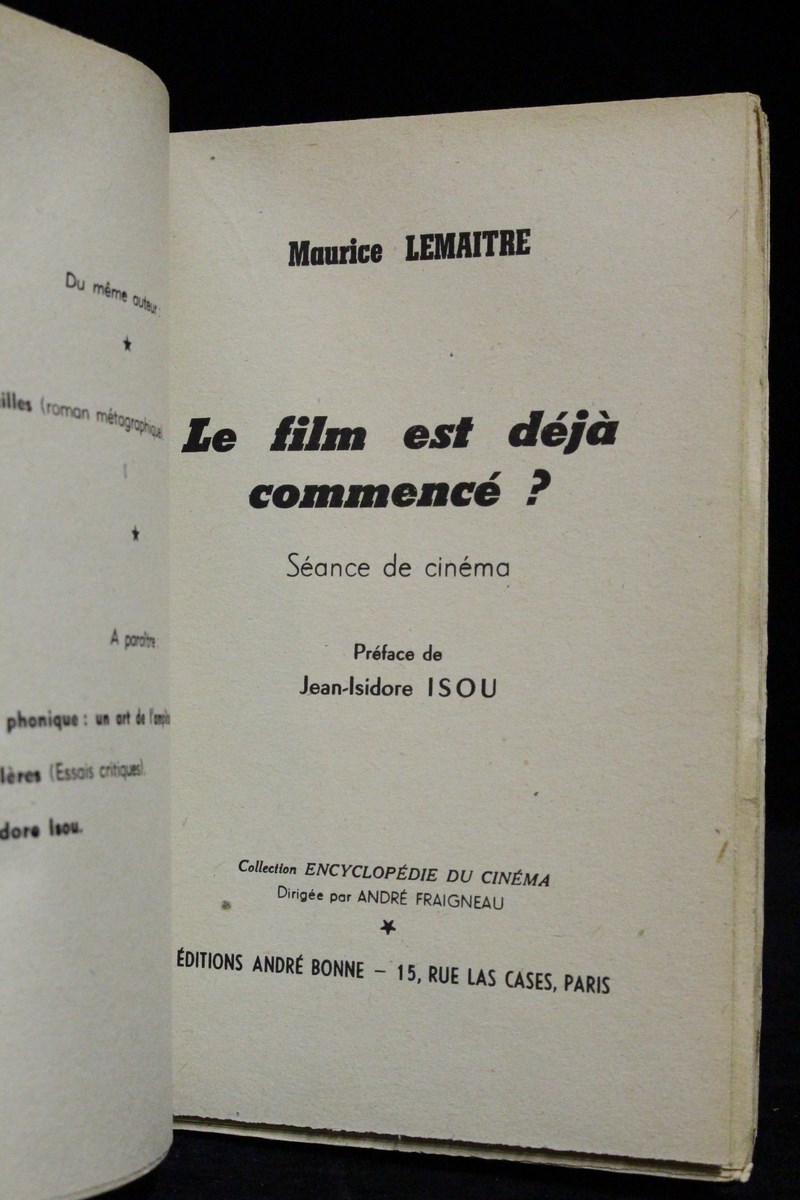 Du même auteur :
★
illes (roman métagraphique)
★
A paraître
phonique : un art de l'ampli
lères (Essais critiques).
dore Isou.
Maurice LEMAITRE
Le film est déjà
commencé ?
Séance de cinéma
Préface de
Jean-Isidore ISOU
Collection ENCYCLOPÉDIE DU CINÉMA
Dirigée par ANDRÉ FRAIGNEAU
★
ÉDITIONS ANDRÉ BONNE – 15, RUE LAS CASES, PARIS